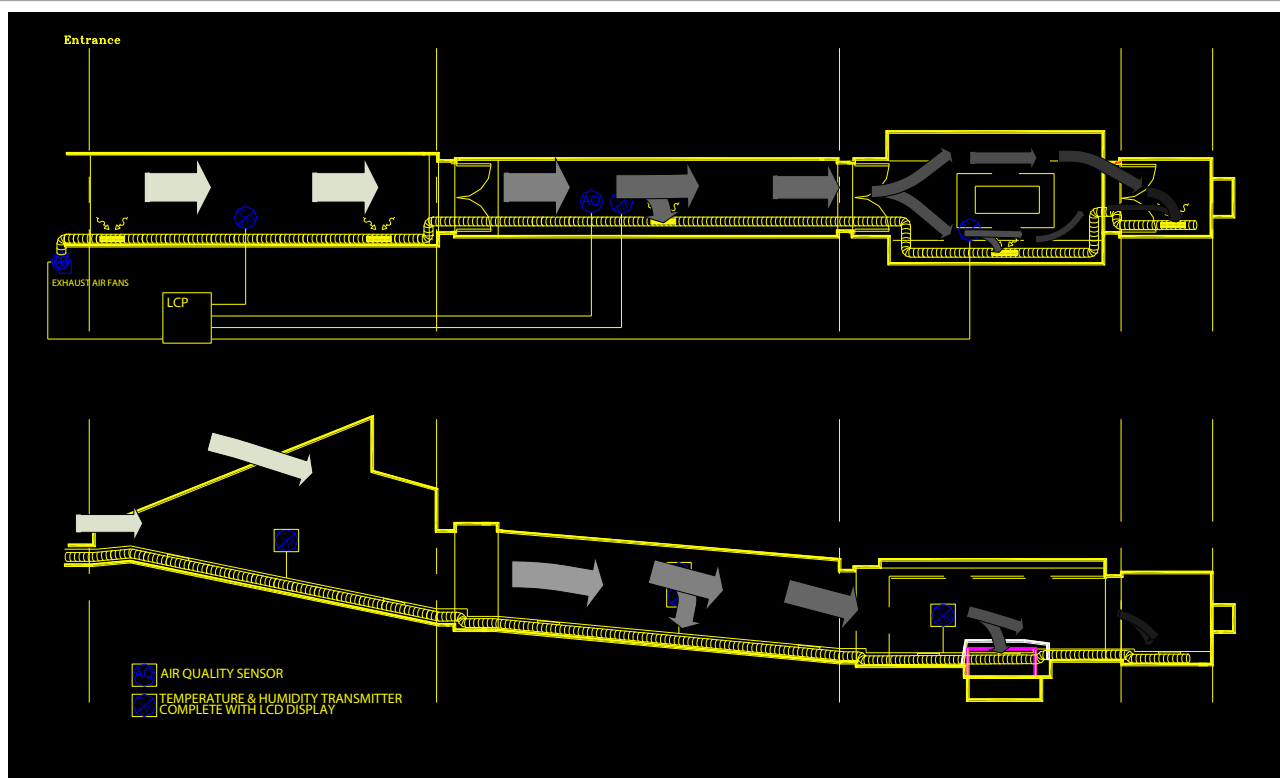 Entrance
AQ
EXHAUST AIR FANS
LCP
AQ
AIR QUALITY SENSOR
TEMPERATURE & HUMIDITY TRANSMITTER
COMPLETE WITH LCD DISPLAY